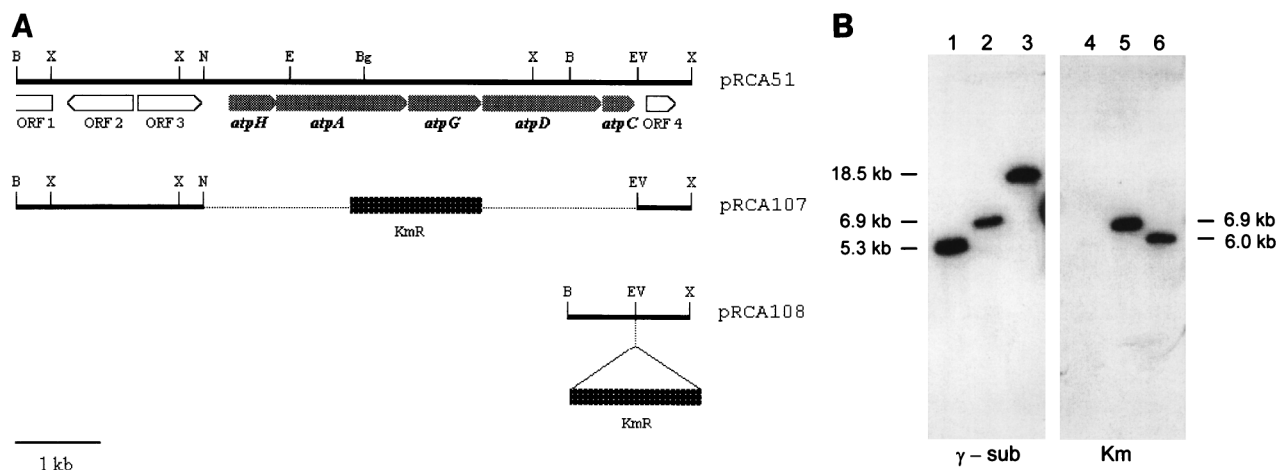 A
B X X N E Bg X B EV X
pRCA51
ORF 1 ORF 2 ORF 3 atpH atpA atpG atpD atpC ORF 4
B X X N EV X
pRCA107
KmR
B EV X
pRCA108
KmR
1 kb
B
1 2 3 4 5 6
18.5 kb
6.9 kb
5.3 kb
6.9 kb
6.0 kb
γ – sub
Km